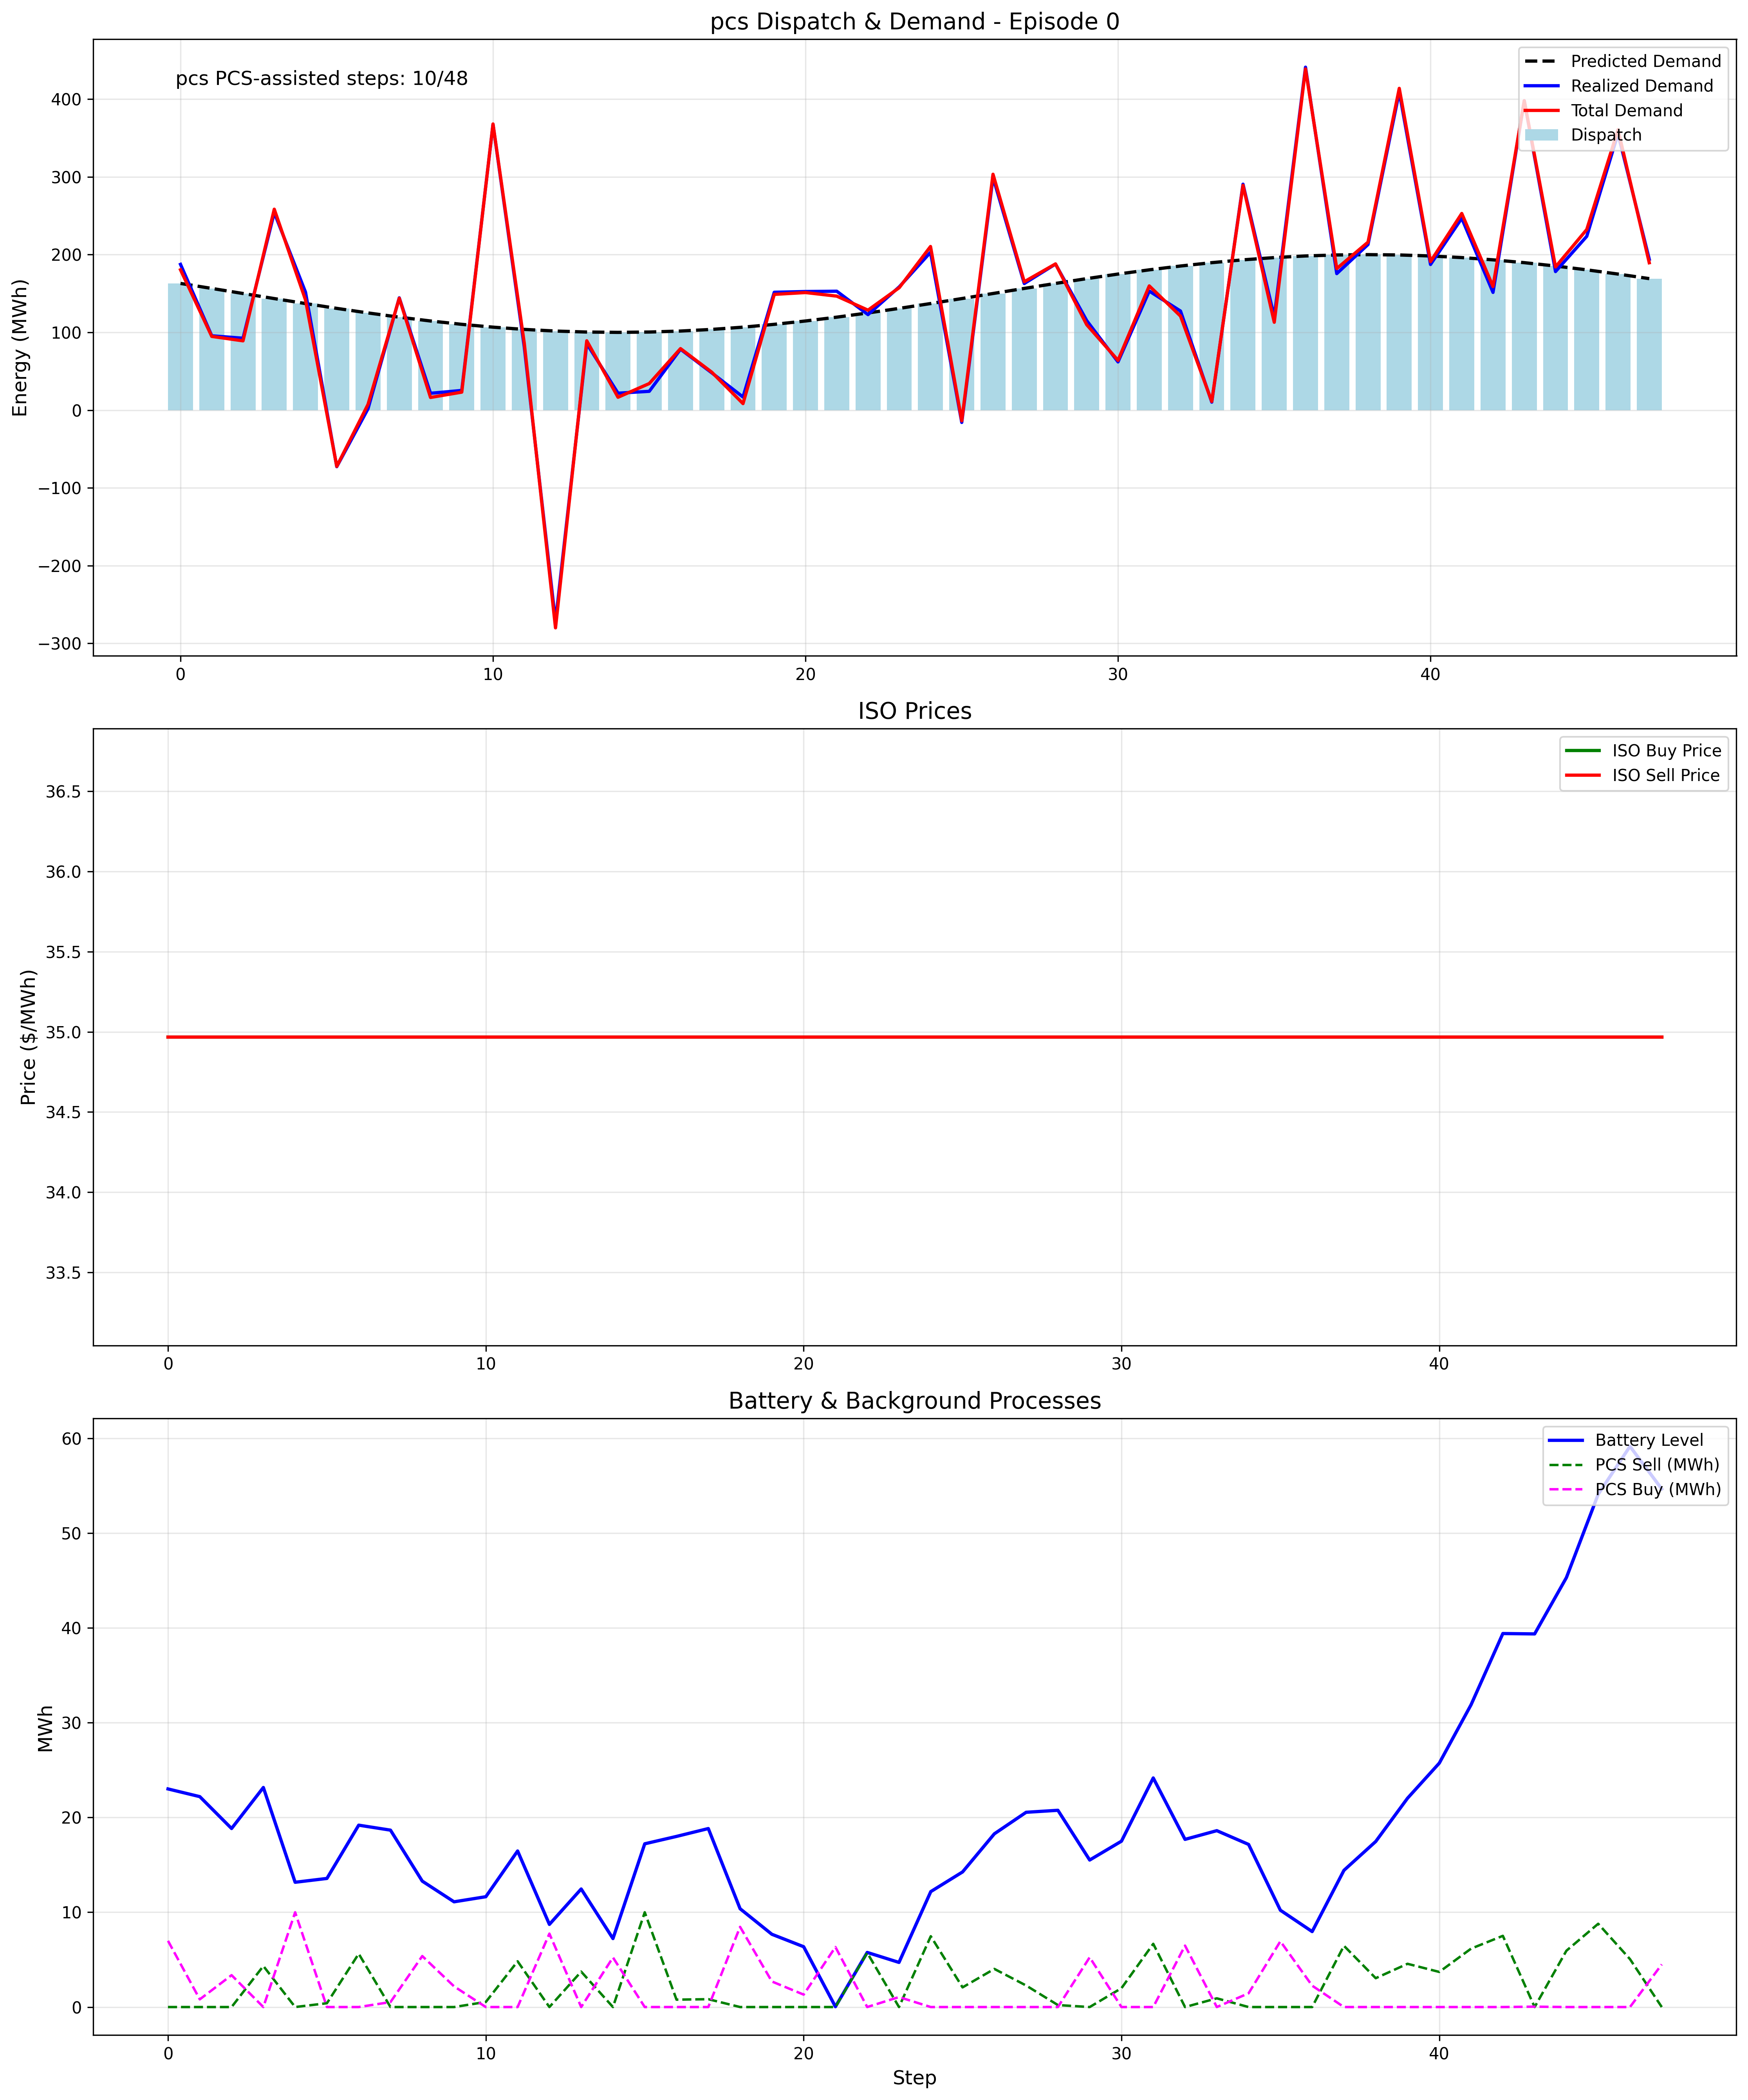 pcs Dispatch & Demand - Episode 0
pcs PCS-assisted steps: 10/48
Predicted Demand
Realized Demand
Total Demand
Dispatch
Energy (MWh)
400
300
200
100
0
−100
−200
−300
0 10 20 30 40
ISO Prices
ISO Buy Price
ISO Sell Price
Price ($/MWh)
36.5
36.0
35.5
35.0
34.5
34.0
33.5
0 10 20 30 40
Battery & Background Processes
Battery Level
PCS Sell (MWh)
PCS Buy (MWh)
MWh
60
50
40
30
20
10
0
0 10 20 30 40
Step